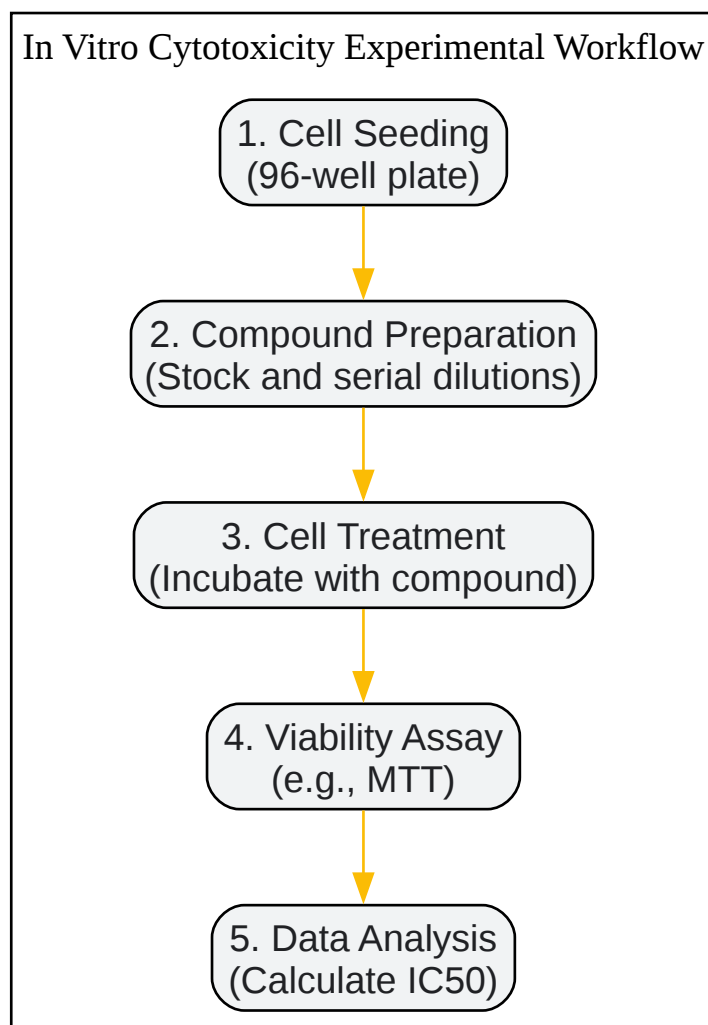 In Vitro Cytotoxicity Experimental Workflow
1. Cell Seeding
(96-well plate)
2. Compound Preparation
(Stock and serial dilutions)
3. Cell Treatment
(Incubate with compound)
4. Viability Assay
(e.g., MTT)
5. Data Analysis
(Calculate IC50)